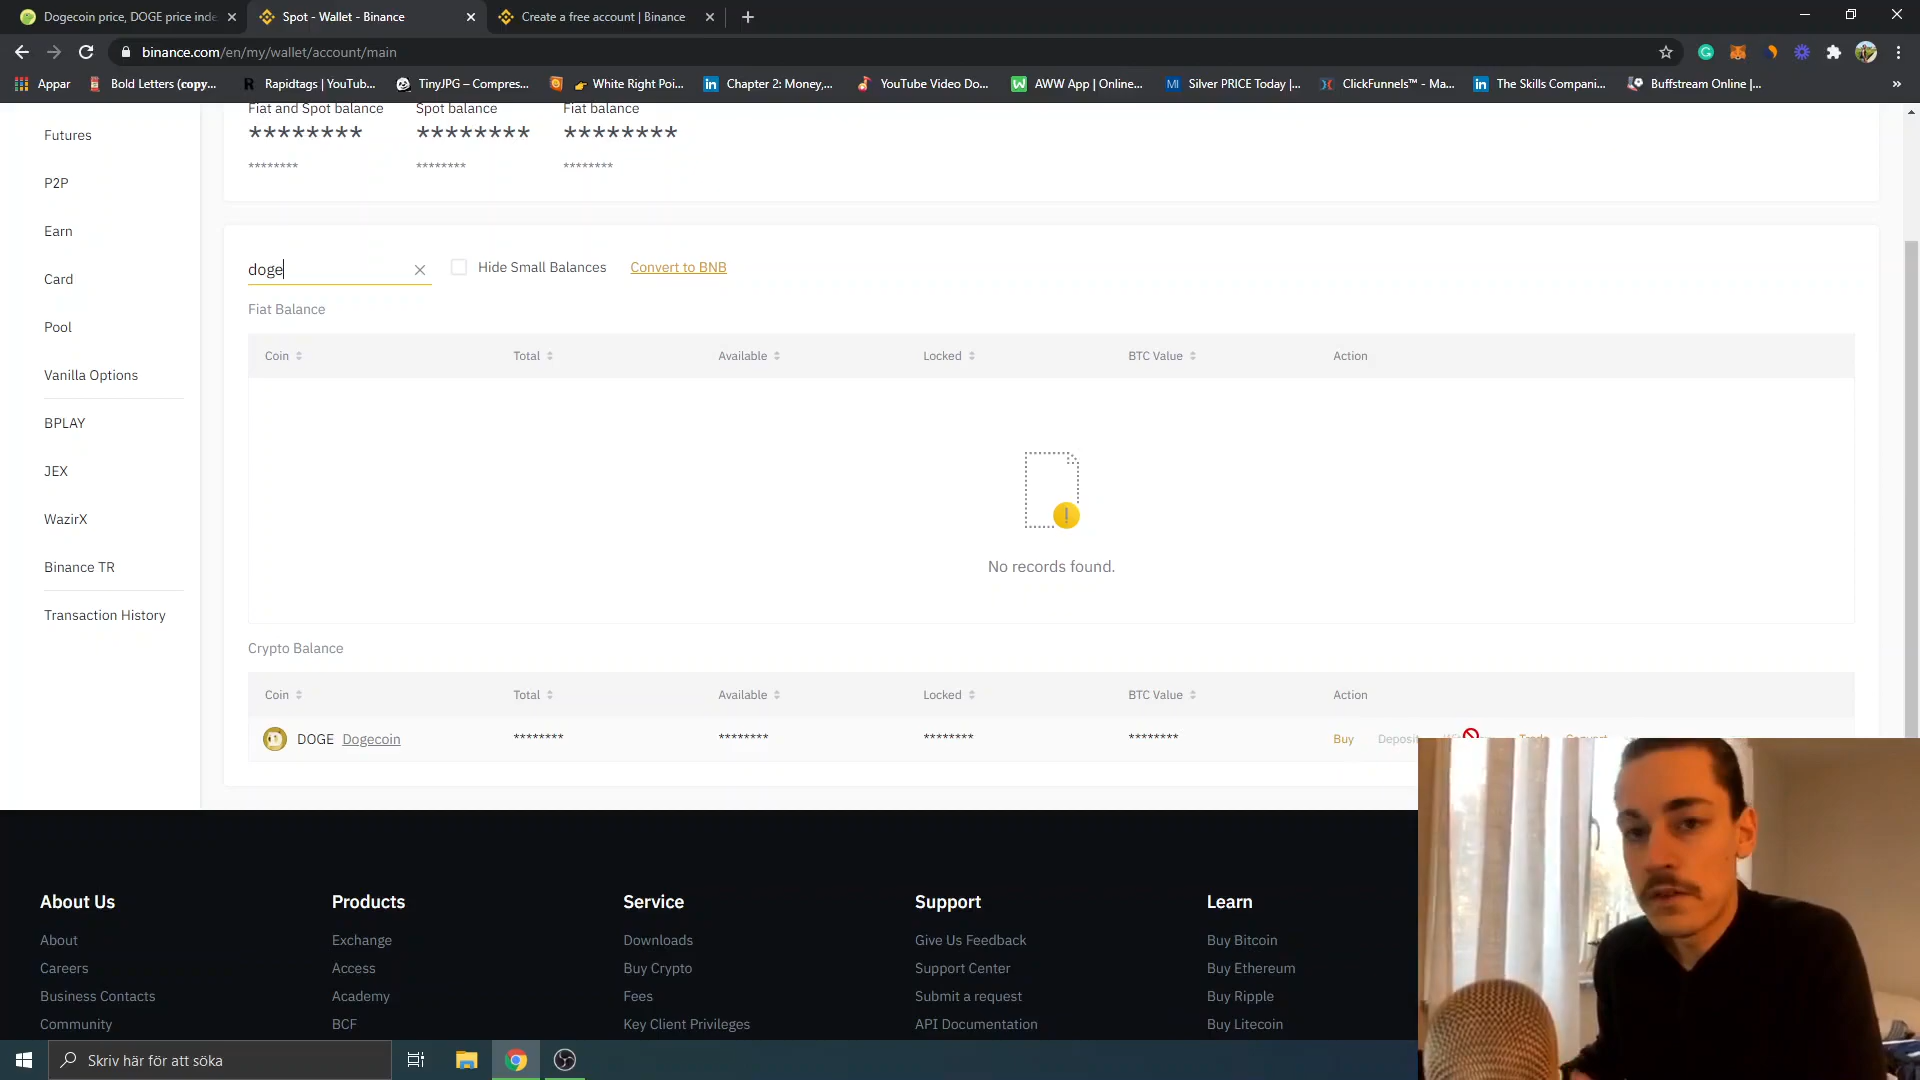 Dogecoin price, DOGE price inde
Spot - Wallet - Binance
Create a free account | Binance
binance.com/en/my/wallet/account/main
Appar
Bold Letters (copy...
Rapidtags | YouTub...
TinyJPG – Compres...
White Right Poi...
Chapter 2: Money,...
YouTube Video Do...
AWW App | Online...
Silver PRICE Today |...
ClickFunnels™ - Ma...
The Skills Compani...
Buffstream Online |...
»
Fiat and Spot balance
Spot balance
Fiat balance
******** ******** ********
******** ******** ********
Futures
P2P
Earn
Card
Pool
Vanilla Options
BPLAY
JEX
WazirX
Binance TR
Transaction History
doge
Hide Small Balances
Convert to BNB
Fiat Balance
Coin Total Available Locked BTC Value Action
No records found.
Crypto Balance
Coin Total Available Locked BTC Value Action
DOGE Dogecoin ******** ******** ******** ******** Buy Deposit
About Us
About
Careers
Business Contacts
Community
Products
Exchange
Access
Academy
BCF
Service
Downloads
Buy Crypto
Fees
Key Client Privileges
Support
Give Us Feedback
Support Center
Submit a request
API Documentation
Learn
Buy Bitcoin
Buy Ethereum
Buy Ripple
Buy Litecoin
Skriv här för att söka